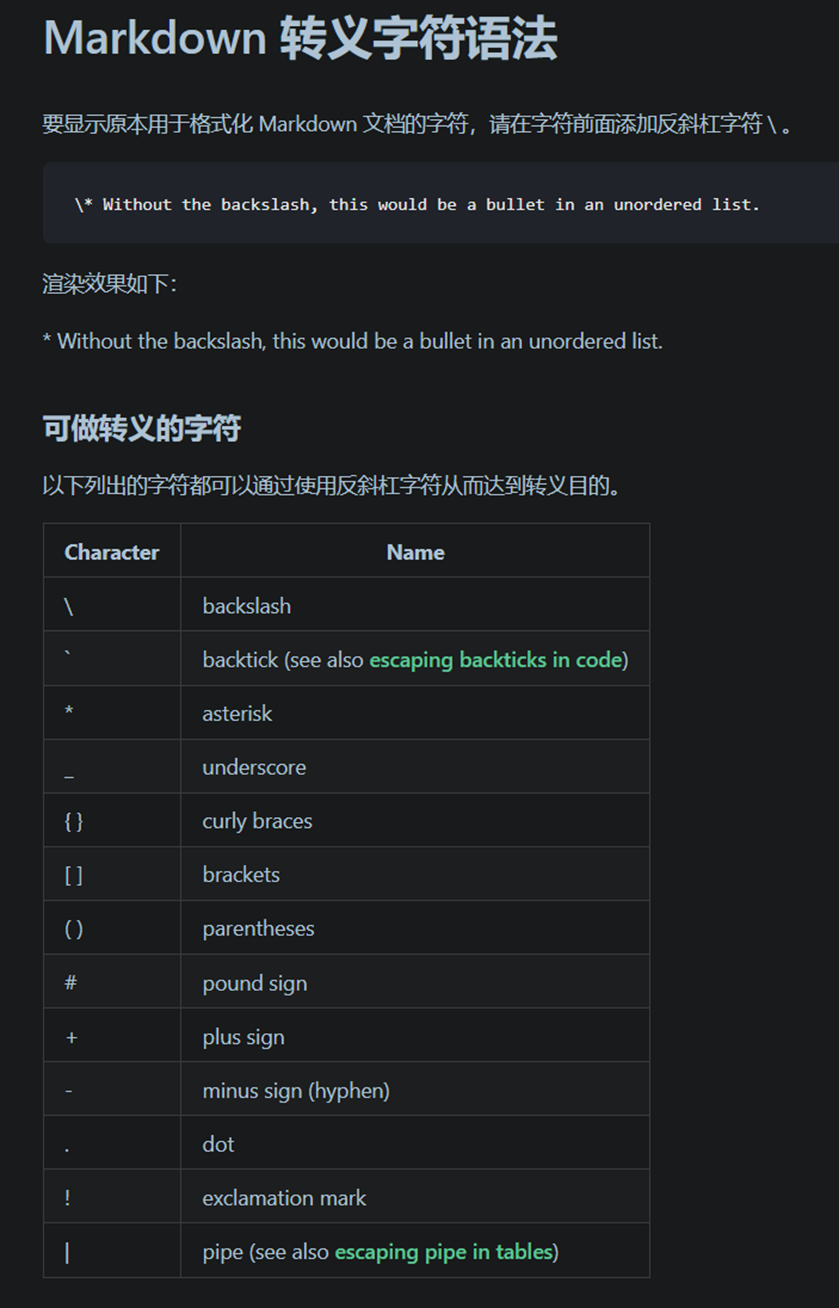 Markdown 转义字符语法
要显示原本用于格式化 Markdown 文档的字符，请在字符前面添加反斜杠字符 \ 。
\* Without the backslash, this would be a bullet in an unordered list.
渲染效果如下：
* Without the backslash, this would be a bullet in an unordered list.
可做转义的字符
以下列出的字符都可以通过使用反斜杠字符从而达到转义目的。
Character Name
\ backslash
` backtick (see also escaping backticks in code)
* asterisk
_ underscore
{ } curly braces
[ ] brackets
( ) parentheses
# pound sign
+ plus sign
- minus sign (hyphen)
. dot
! exclamation mark
| pipe (see also escaping pipe in tables)